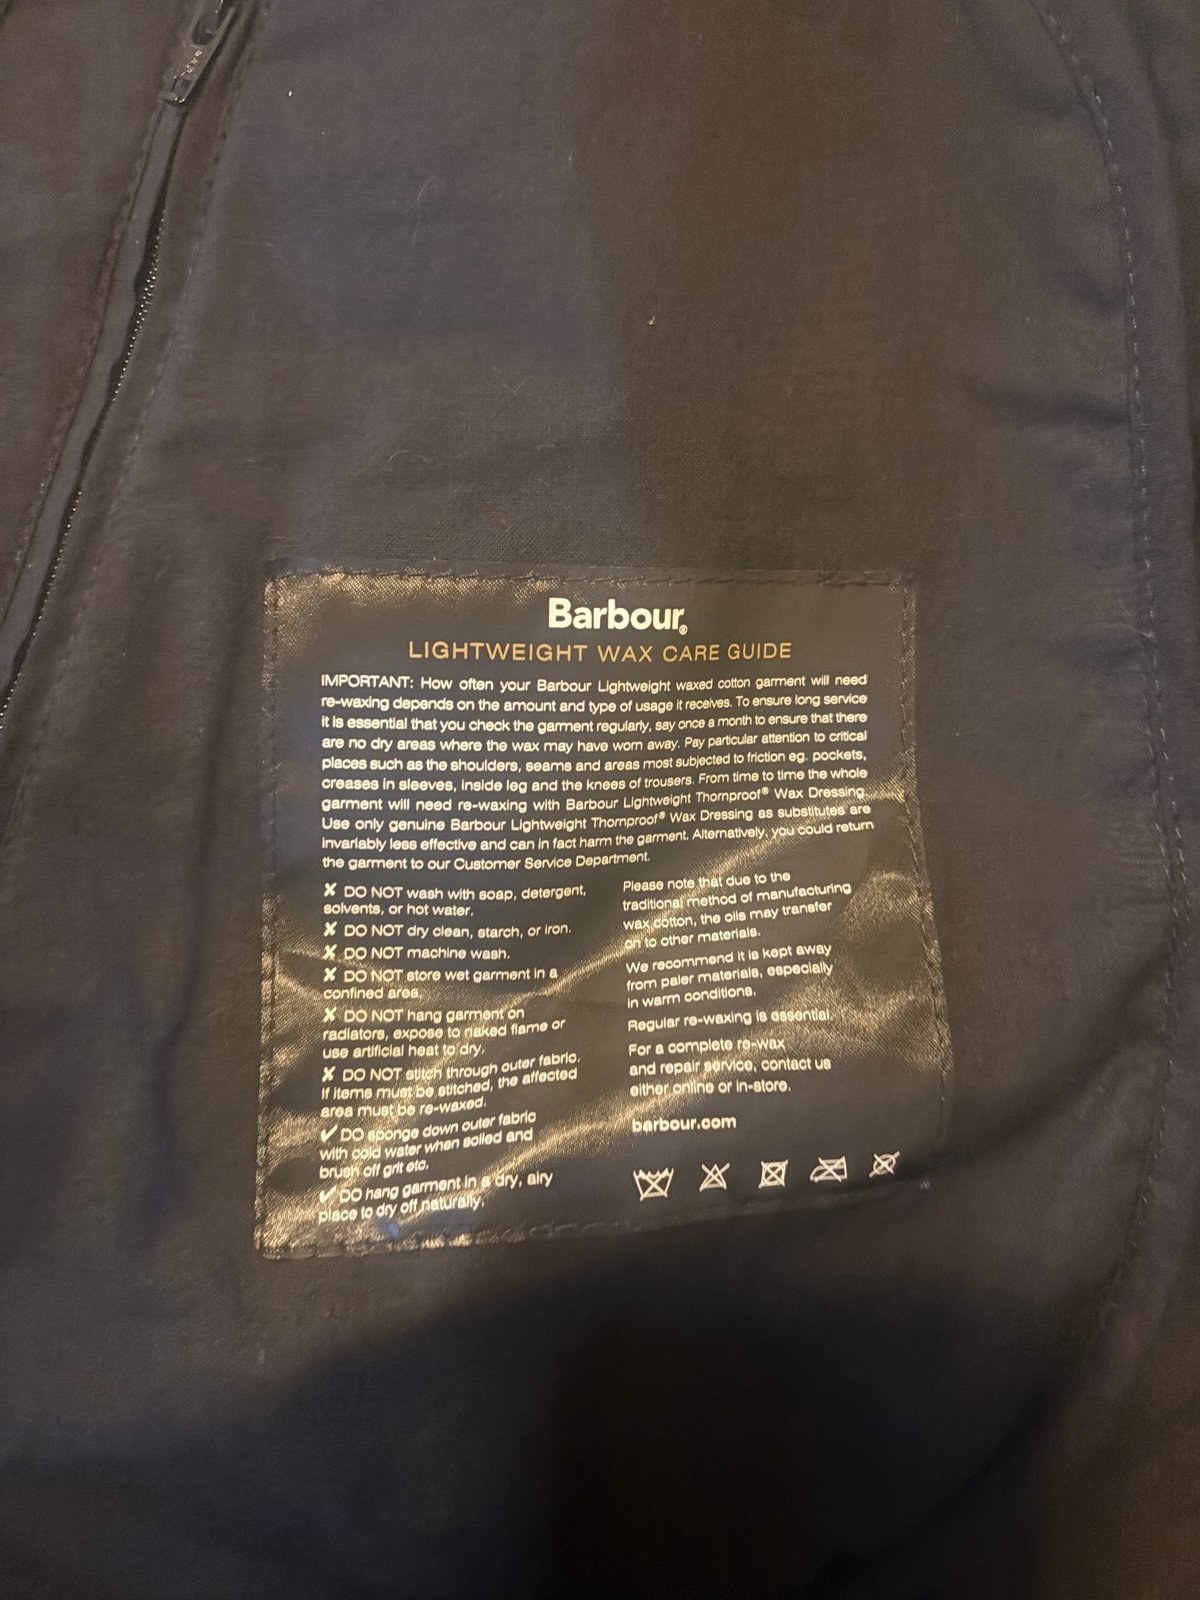 Barbour®
LIGHTWEIGHT WAX CARE GUIDE
IMPORTANT: How often your Barbour Lightweight waxed cotton garment will need
re-waxing depends on the amount and type of usage it receives. To ensure long service
it is essential that you check the garment regularly, say once a month to ensure that there
are no dry areas where the wax may have worn away. Pay particular attention to critical
places such as the shoulders, seams and areas most subjected to friction eg. pockets,
creases in sleeves, inside leg and the knees of trousers. From time to time the whole
garment will need re-waxing with Barbour Lightweight Thornproof® Wax Dressing.
Use only genuine Barbour Lightweight Thornproof® Wax Dressing as substitutes are
invariably less effective and can in fact harm the garment. Alternatively, you could return
the garment to our Customer Service Department.
✘ DO NOT wash with soap, detergent,
solvents, or hot water.
✘ DO NOT dry clean, starch, or iron.
✘ DO NOT machine wash.
✘ DO NOT store wet garment in a
confined area.
✘ DO NOT hang garment on
radiators, expose to naked flame or
use artificial heat to dry.
✘ DO NOT stitch through outer fabric.
If items must be stitched, the affected
area must be re-waxed.
✔ DO sponge down outer fabric
with cold water when soiled and
brush off grit etc.
✔ DO hang garment in a dry, airy
place to dry off naturally.
Please note that due to the
traditional method of manufacturing
wax cotton, the oils may transfer
on to other materials.
We recommend it is kept away
from paler materials, especially
in warm conditions.
Regular re-waxing is essential.
For a complete re-wax
and repair service, contact us
either online or in-store.
barbour.com